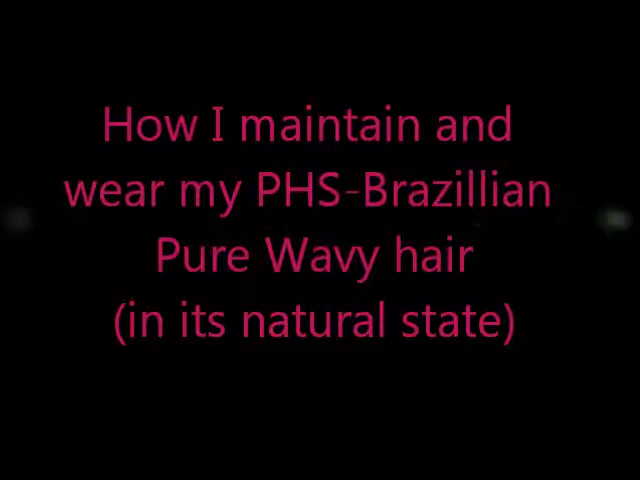 How I maintain and
wear my PHS-Brazillian
Pure Wavy hair
(in its natural state)